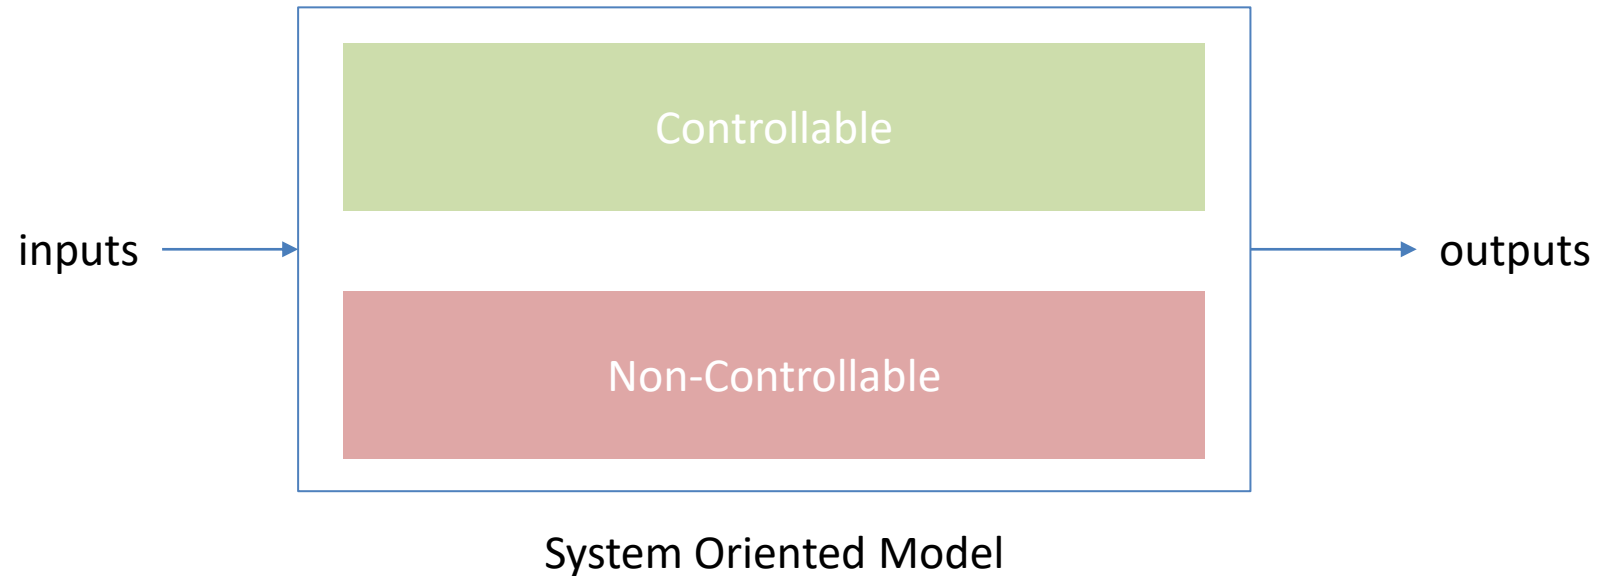 Controllable
inputs
outputs
Non-Controllable
System Oriented Model